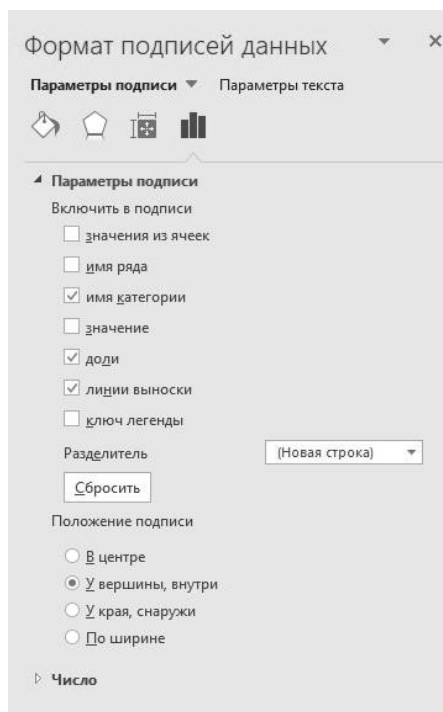 Формат подписей данных
Параметры подписи Параметры текста
Параметры подписи
Включить в подписи
значения из ячеек
имя ряда
имя категории
значение
доли
линии выноски
ключ легенды
Разделитель (Новая строка)
Сбросить
Положение подписи
В центре
У вершины, внутри
У края, снаружи
По ширине
Число